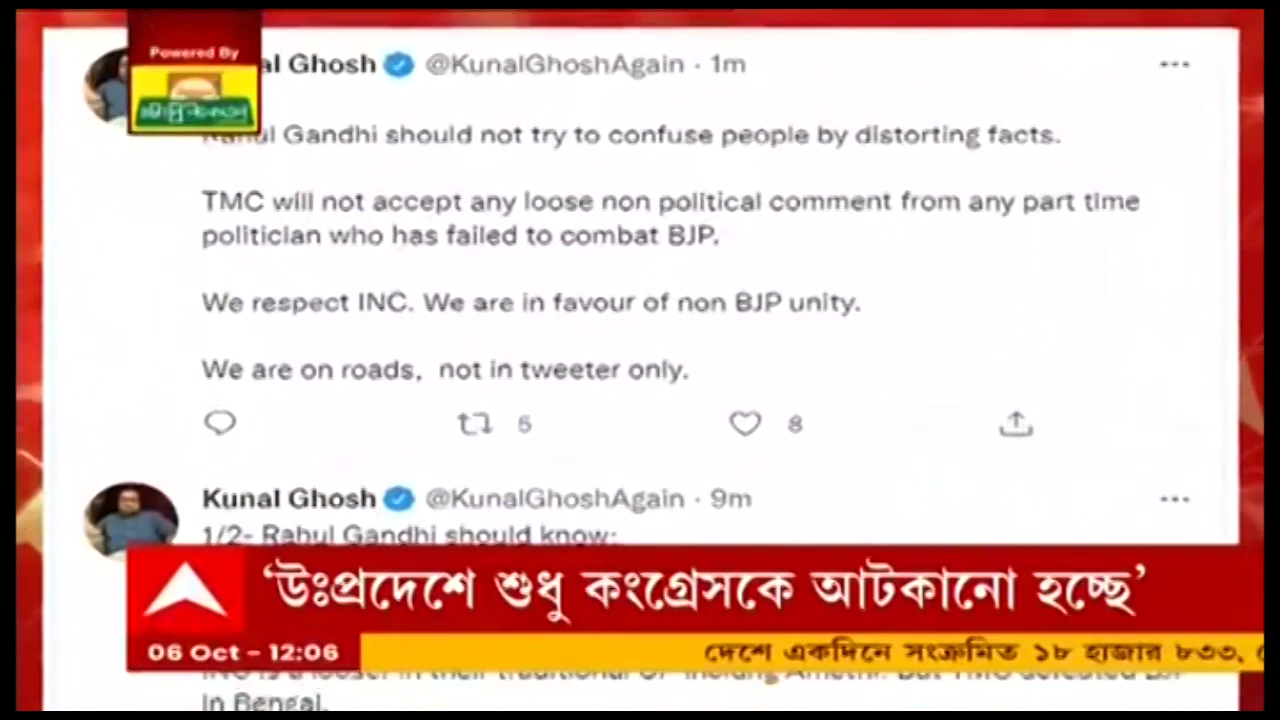 Powered By
al Ghosh @KunalGhoshAgain · 1m
Gandhi should not try to confuse people by distorting facts.
TMC will not accept any loose non political comment from any part time
politician who has failed to combat BJP.
We respect INC. We are in favour of non BJP unity.
We are on roads, not in tweeter only.
5 8
Kunal Ghosh @KunalGhoshAgain · 9m
1/2- Rahul Gandhi should know:
‘উঃপ্রদেশে শুধু কংগ্রেসকে আটকানো হচ্ছে’
06 Oct - 12:06
দেশে একদিনে সংক্রমিত ১৮ হাজার ৮৩৩,
in Bengal.